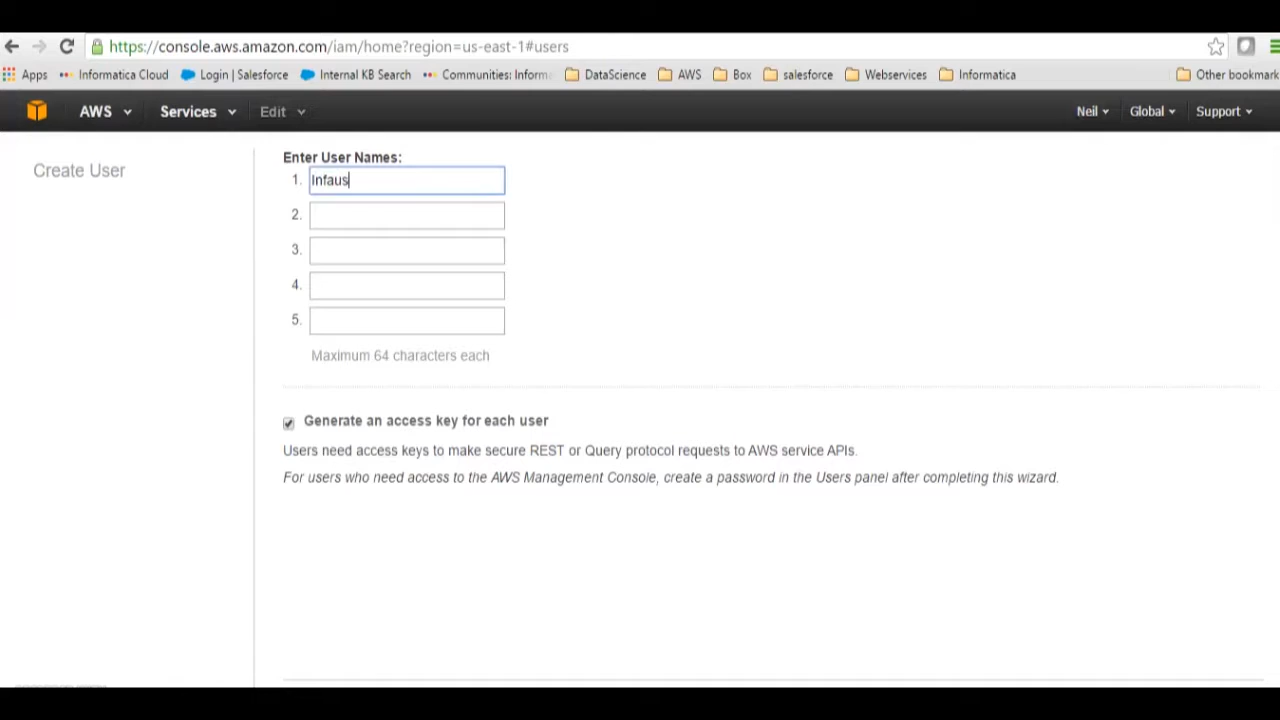 https://console.aws.amazon.com/iam/home?region=us-east-1#users
Apps Informatica Cloud Login | Salesforce Internal KB Search Communities: Inform DataScience AWS Box salesforce Webservices Informatica Other bookmark
AWS Services Edit Neil Global Support
Create User
Enter User Names:
1. Infaus
2.
3.
4.
5.
Maximum 64 characters each
Generate an access key for each user
Users need access keys to make secure REST or Query protocol requests to AWS service APIs.
For users who need access to the AWS Management Console, create a password in the Users panel after completing this wizard.